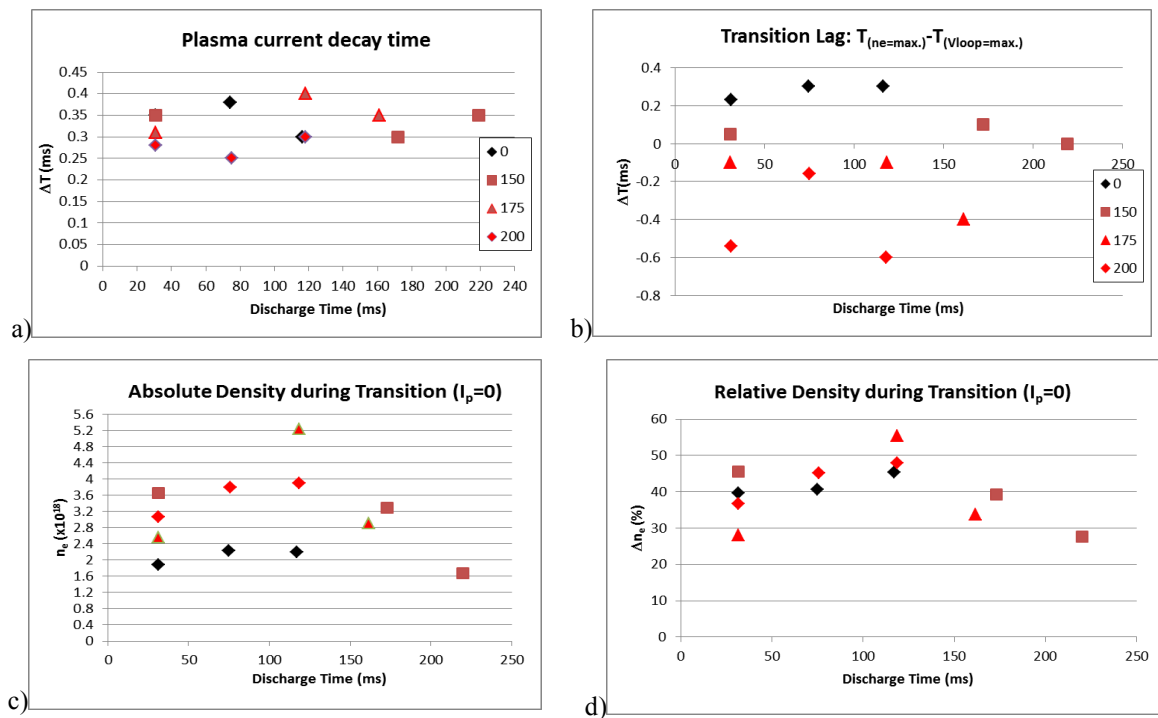 Plasma current decay time
0.45
0.4
0.35
0.3
0.25
0.2
0.15
0.1
0.05
0
ΔT (ms)
0 20 40 60 80 100 120 140 160 180 200 220 240
Discharge Time (ms)
0
150
175
200
a)
Transition Lag: T(ne=max.)-T(Vloop=max.)
0.4
0.2
0
-0.2
-0.4
-0.6
-0.8
ΔT(ms)
0 50 100 150 200 250
Discharge Time (ms)
0
150
175
200
b)
Absolute Density during Transition (Ip=0)
5.6
5.2
4.8
4.4
4
3.6
3.2
2.8
2.4
2
1.6
1.2
0.8
0.4
0
ne (x10¹⁸)
0 50 100 150 200 250
Discharge Time (ms)
c)
Relative Density during Transition (Ip=0)
60
50
40
30
20
10
0
Δne (%)
0 50 100 150 200 250
Discharge Time (ms)
d)